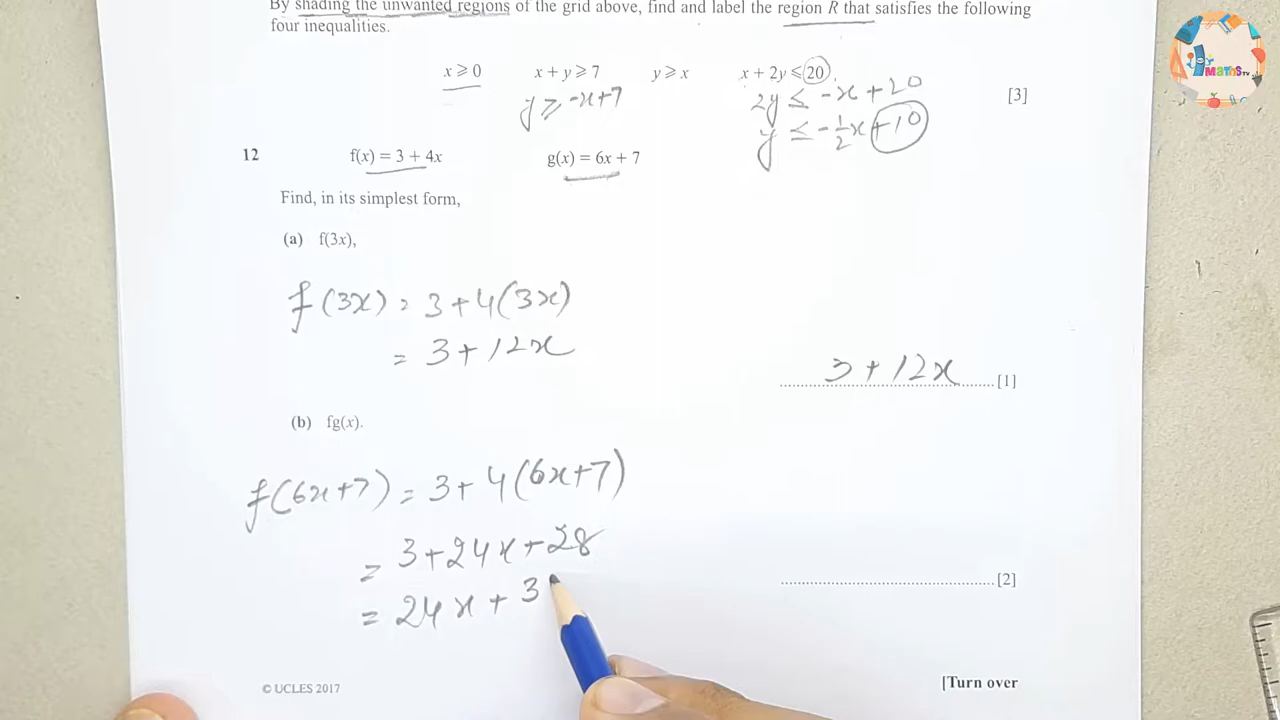 By shading the unwanted regions of the grid above, find and label the region R that satisfies the following
four inequalities.
x ⩾ 0 x + y ⩾ 7 y ⩾ x x + 2y ⩽ 20
y ⩾ -x+7 2y ≤ -x + 20
[3]
y ≤ -1/2x +10
12 f(x) = 3 + 4x g(x) = 6x + 7
Find, in its simplest form,
(a) f(3x),
f(3x) = 3+4(3x)
= 3+12x
3 + 12x [1]
(b) fg(x).
f(6x+7) = 3+4(6x+7)
= 3+24x+28
= 24x + 3
[2]
© UCLES 2017 [Turn over
MATHS TV